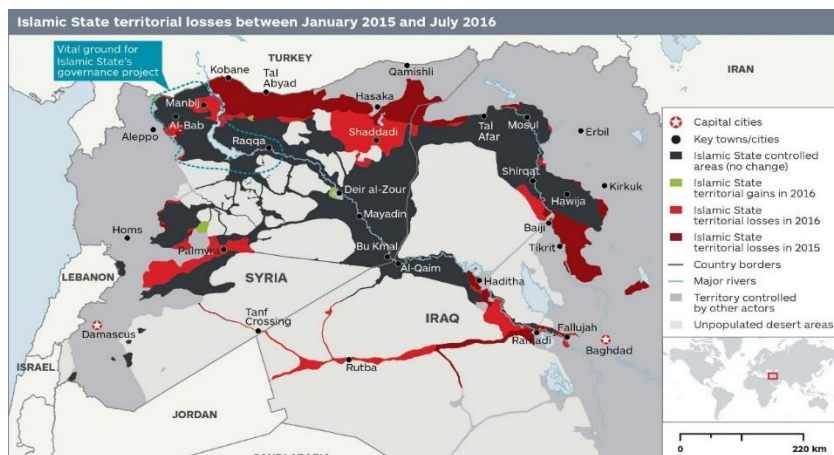 Islamic State territorial losses between January 2015 and July 2016
Vital ground for
Islamic State's
governance project
TURKEY
IRAN
Kobane
Tal
Abyad
Qamishli
Hasaka
Manbij
Al-Bab
Aleppo
Shaddadi
Tal
Afar
Mosul
Erbil
Raqqa
Deir al-Zour
Shirqat
Kirkuk
Hawija
Mayadin
Homs
Baiji
Tikrit
Palmyra
Bu Kmal
Al-Qaim
LEBANON
SYRIA
Haditha
Tanf
Crossing
IRAQ
Damascus
Ramadi
Fallujah
Baghdad
ISRAEL
Rutba
JORDAN
Capital cities
Key towns/cities
Islamic State controlled
areas (no change)
Islamic State
territorial gains in 2016
Islamic State
territorial losses in 2016
Islamic State
territorial losses in 2015
Country borders
Major rivers
Territory controlled
by other actors
Unpopulated desert areas
0
220 km